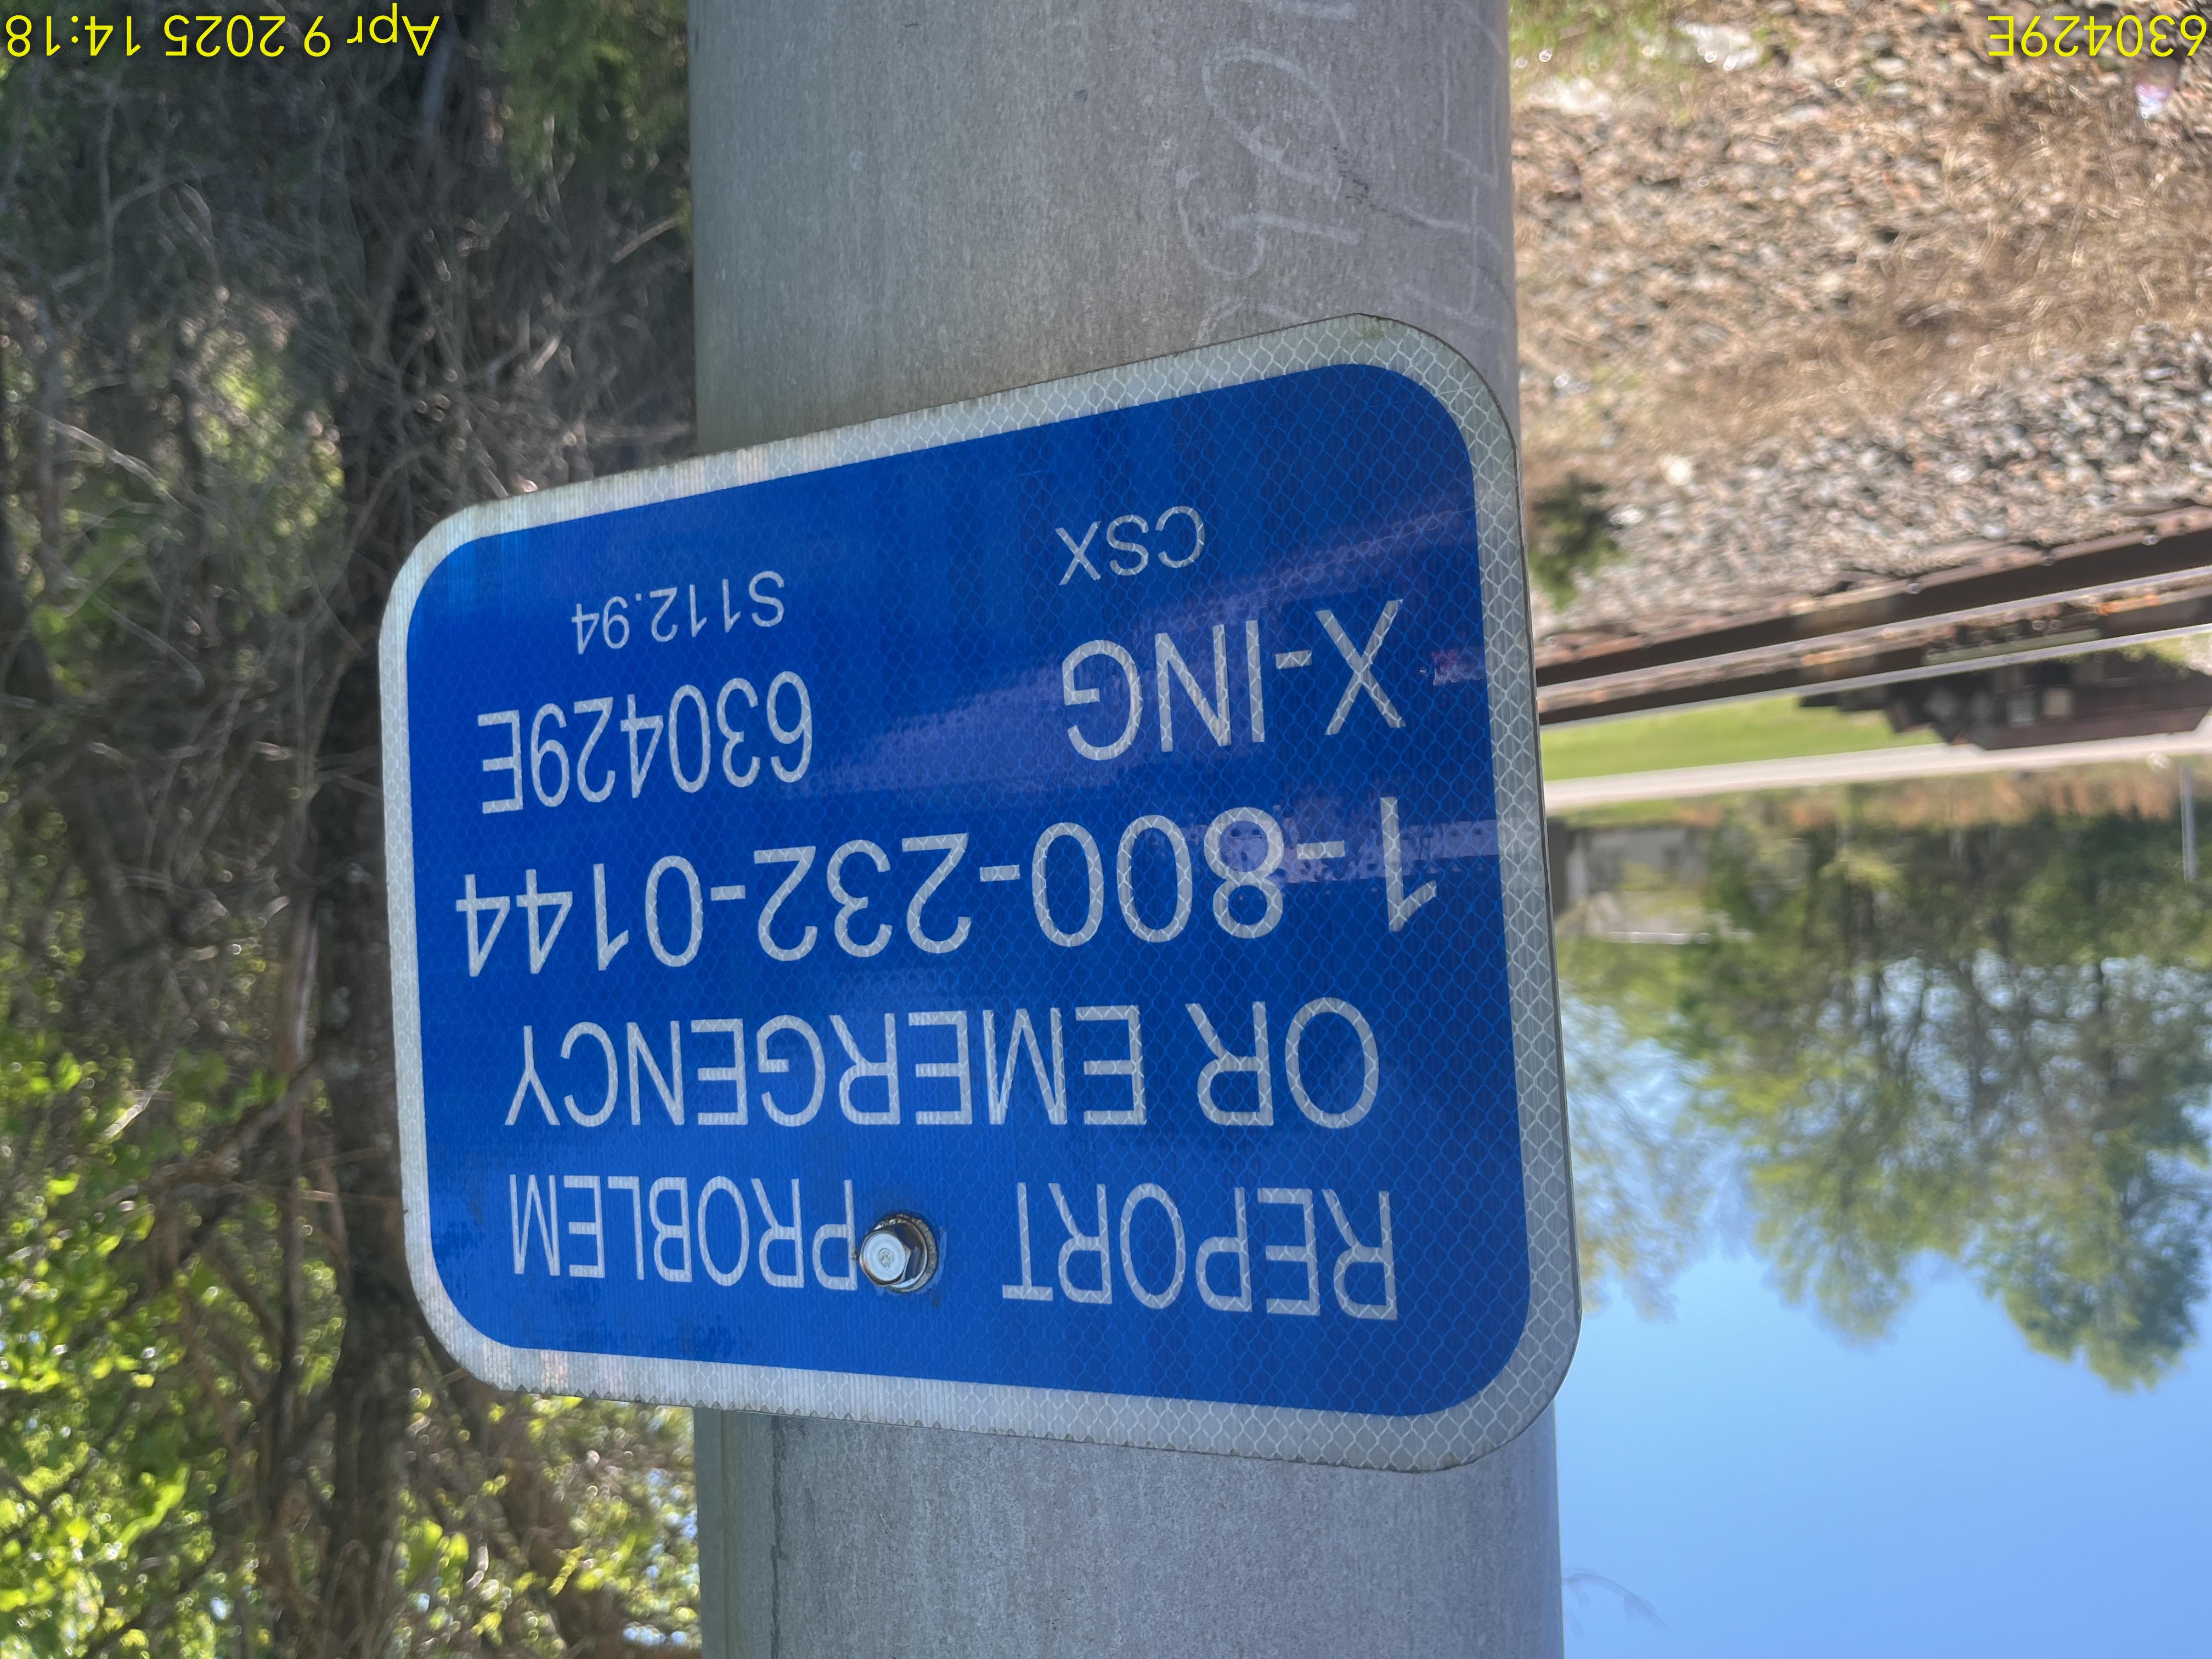 630429E
Apr 9 2025 14:18
REPORT PROBLEM
OR EMERGENCY
1-800-232-0144
X-ING 630429E
CSX S112.94